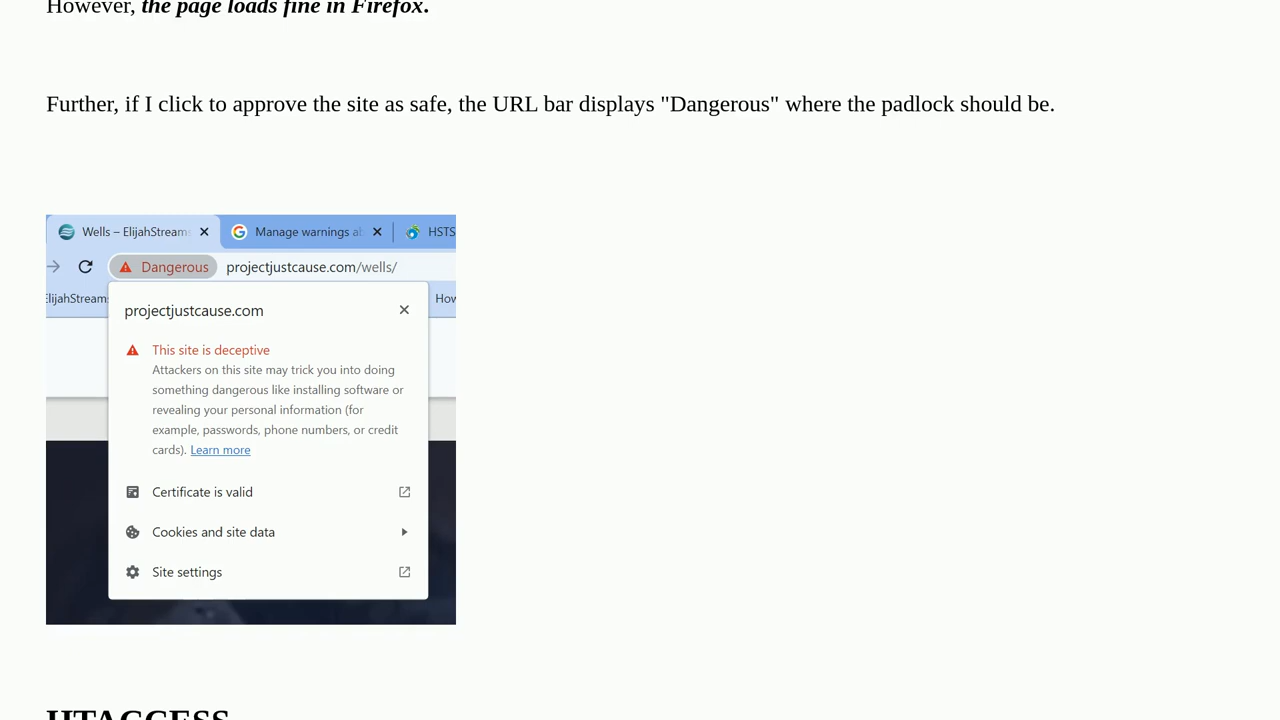 However, the page loads fine in Firefox.
Further, if I click to approve the site as safe, the URL bar displays "Dangerous" where the padlock should be.
Wells – ElijahStreams
Manage warnings ab
HSTS
Dangerous
projectjustcause.com/wells/
ElijahStream
How
projectjustcause.com
This site is deceptive
Attackers on this site may trick you into doing
something dangerous like installing software or
revealing your personal information (for
example, passwords, phone numbers, or credit
cards). Learn more
Certificate is valid
Cookies and site data
Site settings
HTACCESS